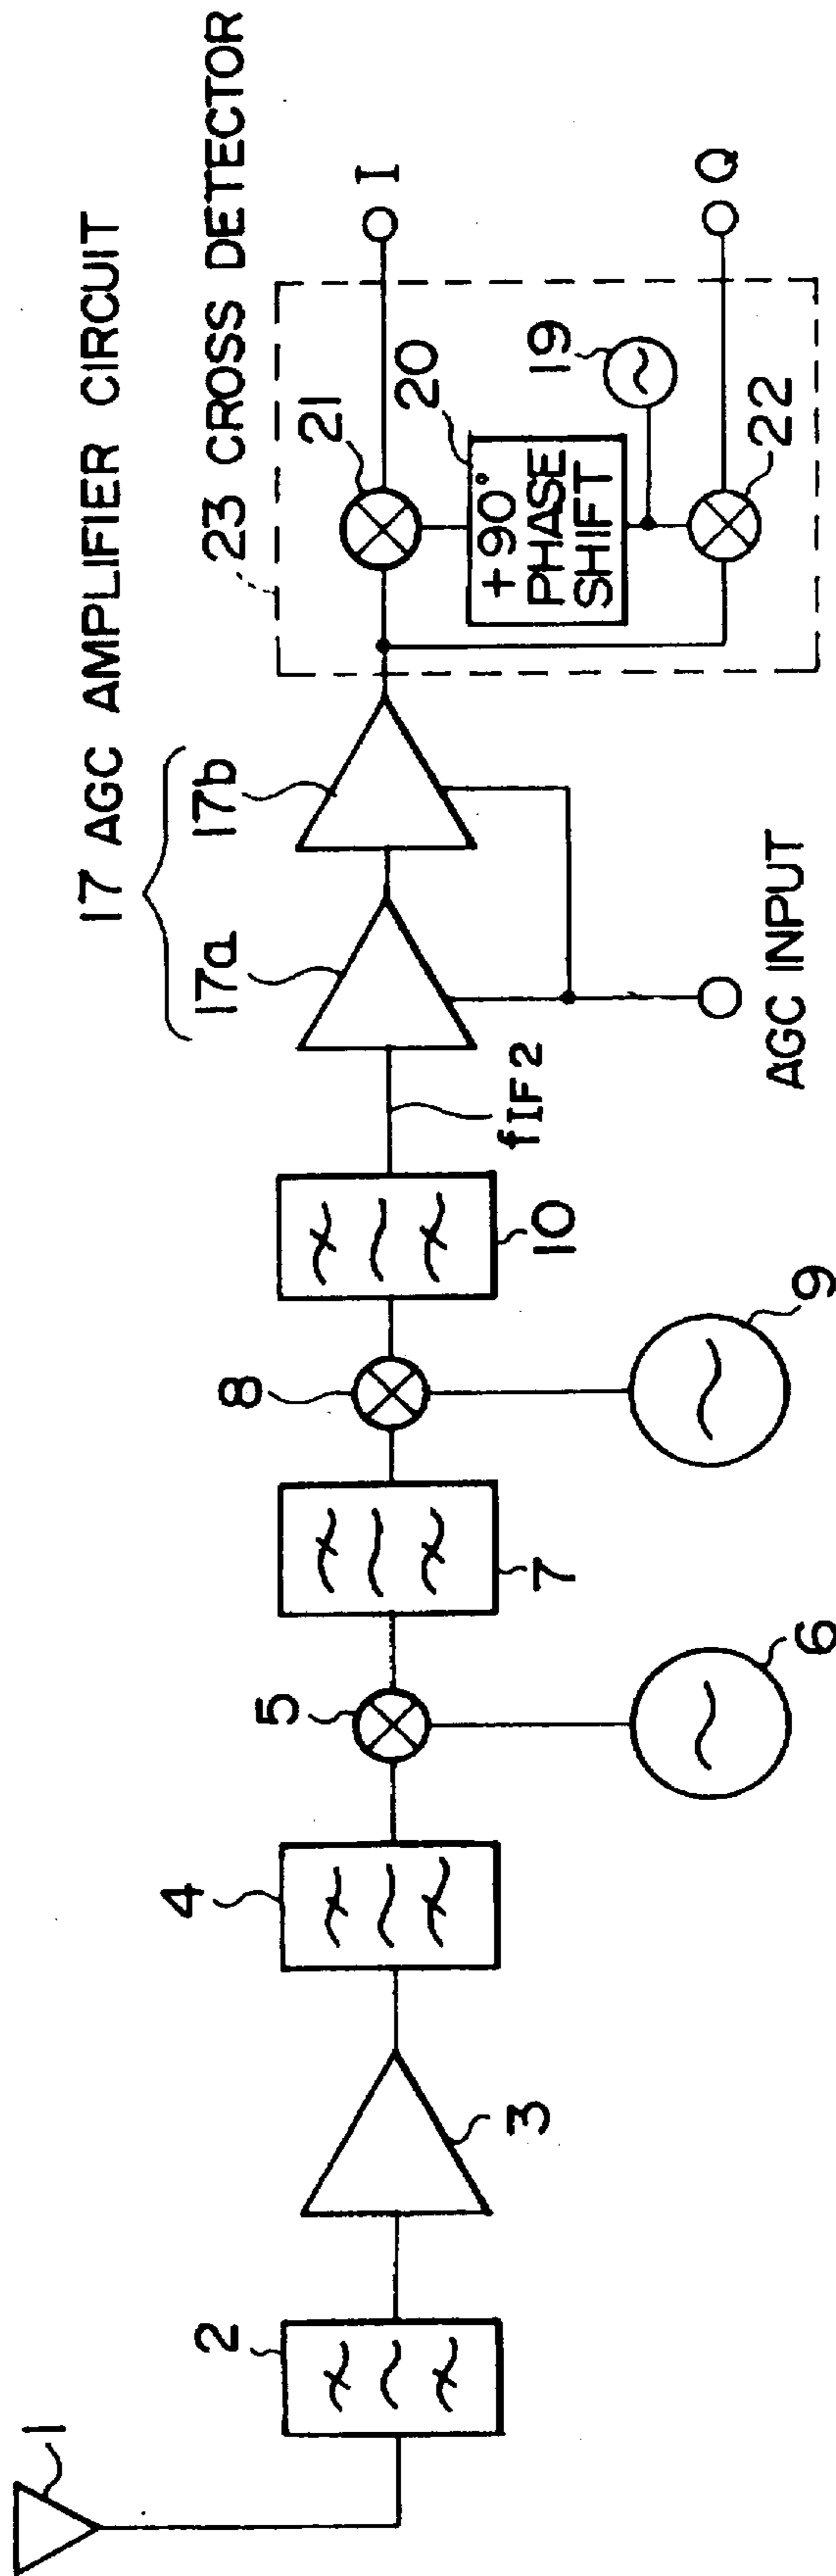 17 AGC AMPLIFIER CIRCUIT
23 CROSS DETECTOR
1
2
3
4
5
6
7
8
9
10
fIF2
17a
17b
AGC INPUT
21
20
+90°
PHASE
SHIFT
19
22
I
Q